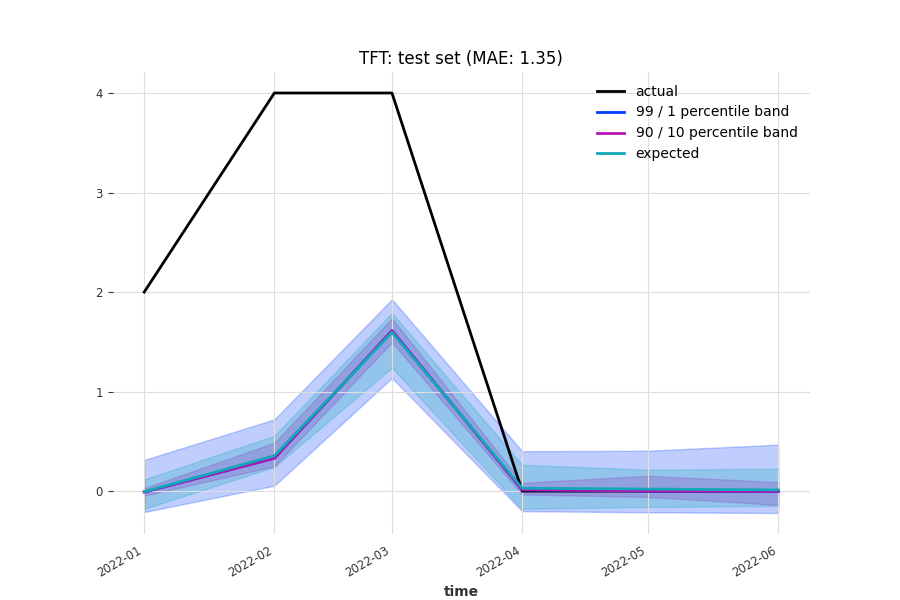 TFT: test set (MAE: 1.35)
actual
99 / 1 percentile band
90 / 10 percentile band
expected
4
3
2
1
0
2022-01
2022-02
2022-03
2022-04
2022-05
2022-06
time